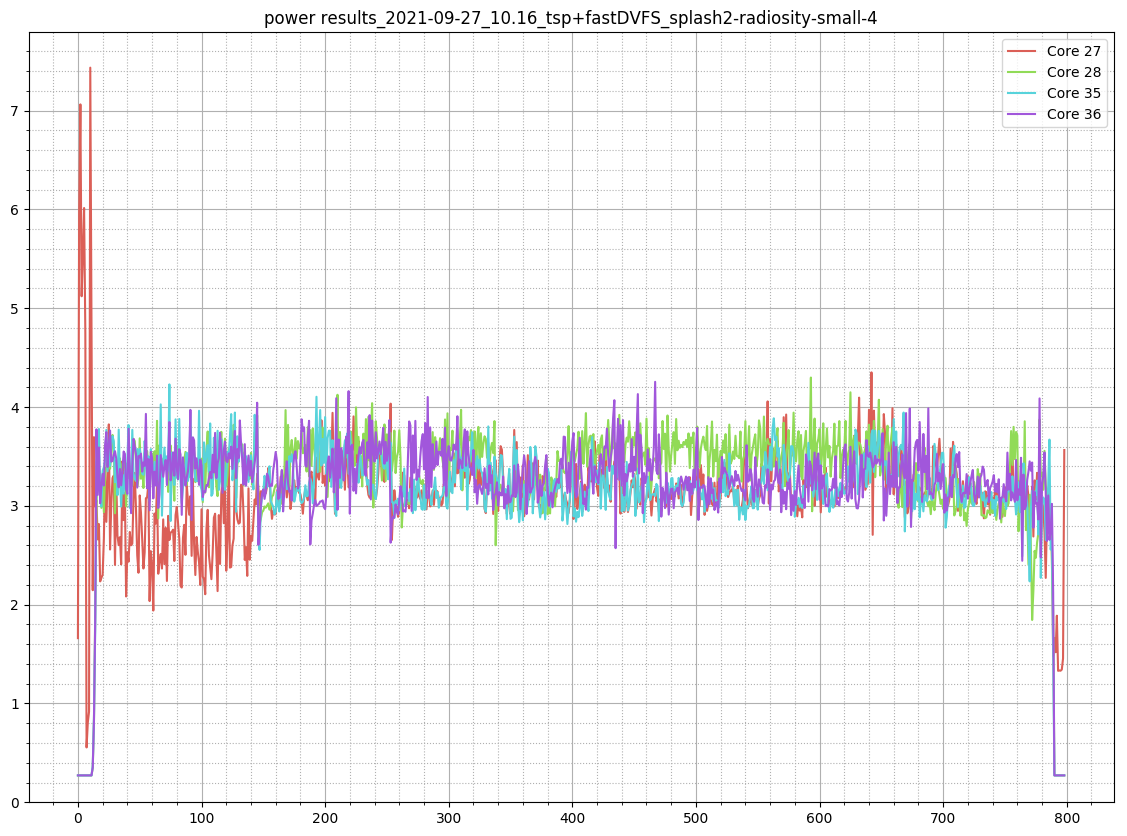 power results_2021-09-27_10.16_tsp+fastDVFS_splash2-radiosity-small-4
Core 27
Core 28
Core 35
Core 36
7
6
5
4
3
2
1
0
0 100 200 300 400 500 600 700 800